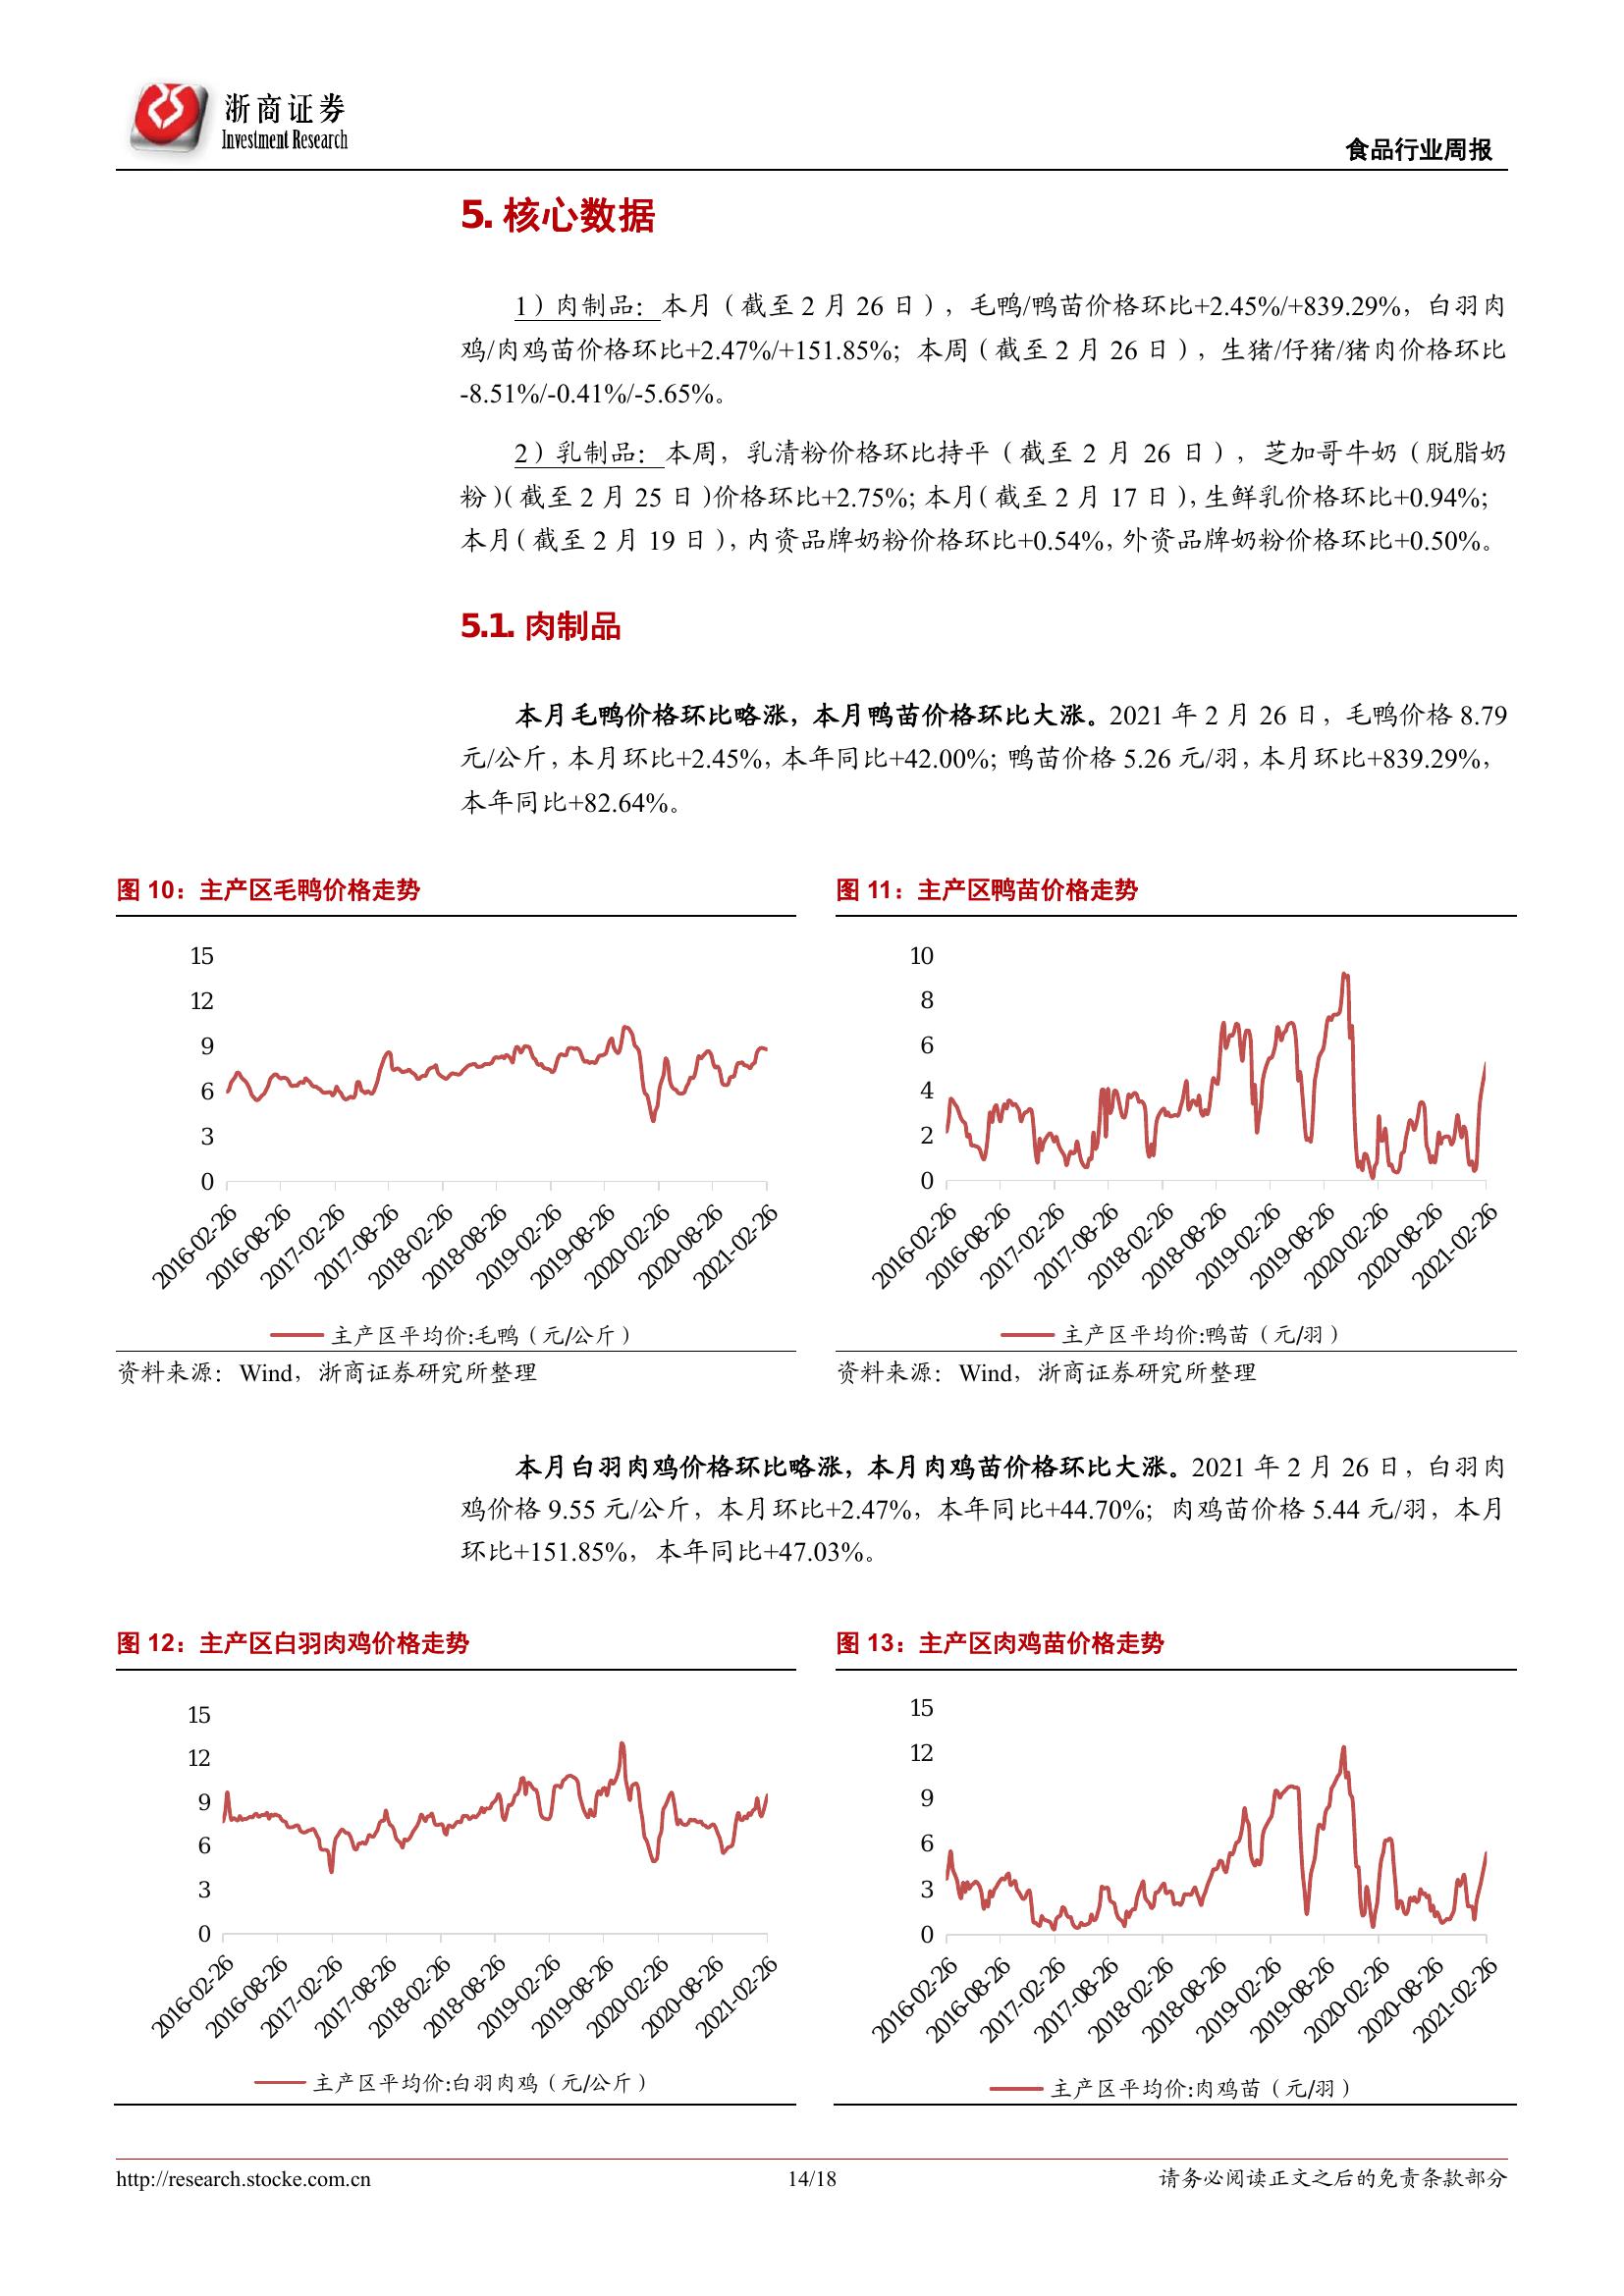 浙商证券
Investment Research
食品行业周报
5. 核心数据
1）肉制品：本月（截至 2 月 26 日），毛鸭/鸭苗价格环比+2.45%/+839.29%，白羽肉
鸡/肉鸡苗价格环比+2.47%/+151.85%；本周（截至 2 月 26 日），生猪/仔猪/猪肉价格环比
-8.51%/-0.41%/-5.65%。
2）乳制品：本周，乳清粉价格环比持平（截至 2 月 26 日），芝加哥牛奶（脱脂奶
粉）（截至 2 月 25 日）价格环比+2.75%；本月（截至 2 月 17 日），生鲜乳价格环比+0.94%；
本月（截至 2 月 19 日），内资品牌奶粉价格环比+0.54%，外资品牌奶粉价格环比+0.50%。
5.1. 肉制品
本月毛鸭价格环比略涨，本月鸭苗价格环比大涨。2021 年 2 月 26 日，毛鸭价格 8.79
元/公斤，本月环比+2.45%，本年同比+42.00%；鸭苗价格 5.26 元/羽，本月环比+839.29%，
本年同比+82.64%。
图 10：主产区毛鸭价格走势
15
12
9
6
3
0
2016-02-26
2016-08-26
2017-02-26
2017-08-26
2018-02-26
2018-08-26
2019-02-26
2019-08-26
2020-02-26
2020-08-26
2021-02-26
主产区平均价:毛鸭（元/公斤）
资料来源：Wind，浙商证券研究所整理
图 11：主产区鸭苗价格走势
10
8
6
4
2
0
2016-02-26
2016-08-26
2017-02-26
2017-08-26
2018-02-26
2018-08-26
2019-02-26
2019-08-26
2020-02-26
2020-08-26
2021-02-26
主产区平均价:鸭苗（元/羽）
资料来源：Wind，浙商证券研究所整理
本月白羽肉鸡价格环比略涨，本月肉鸡苗价格环比大涨。2021 年 2 月 26 日，白羽肉
鸡价格 9.55 元/公斤，本月环比+2.47%，本年同比+44.70%；肉鸡苗价格 5.44 元/羽，本月
环比+151.85%，本年同比+47.03%。
图 12：主产区白羽肉鸡价格走势
15
12
9
6
3
0
2016-02-26
2016-08-26
2017-02-26
2017-08-26
2018-02-26
2018-08-26
2019-02-26
2019-08-26
2020-02-26
2020-08-26
2021-02-26
主产区平均价:白羽肉鸡（元/公斤）
图 13：主产区肉鸡苗价格走势
15
12
9
6
3
0
2016-02-26
2016-08-26
2017-02-26
2017-08-26
2018-02-26
2018-08-26
2019-02-26
2019-08-26
2020-02-26
2020-08-26
2021-02-26
主产区平均价:肉鸡苗（元/羽）
http://research.stocke.com.cn
14/18
请务必阅读正文之后的免责条款部分